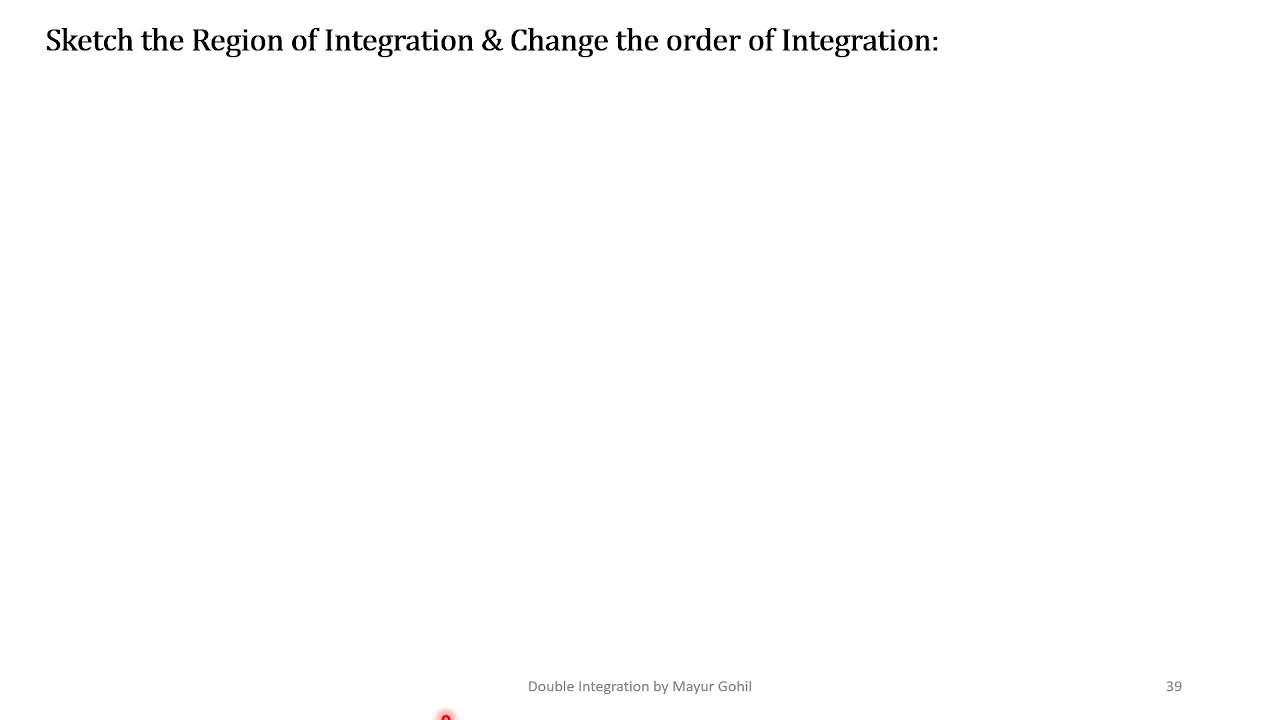 Sketch the Region of Integration & Change the order of Integration:
Double Integration by Mayur Gohil
39